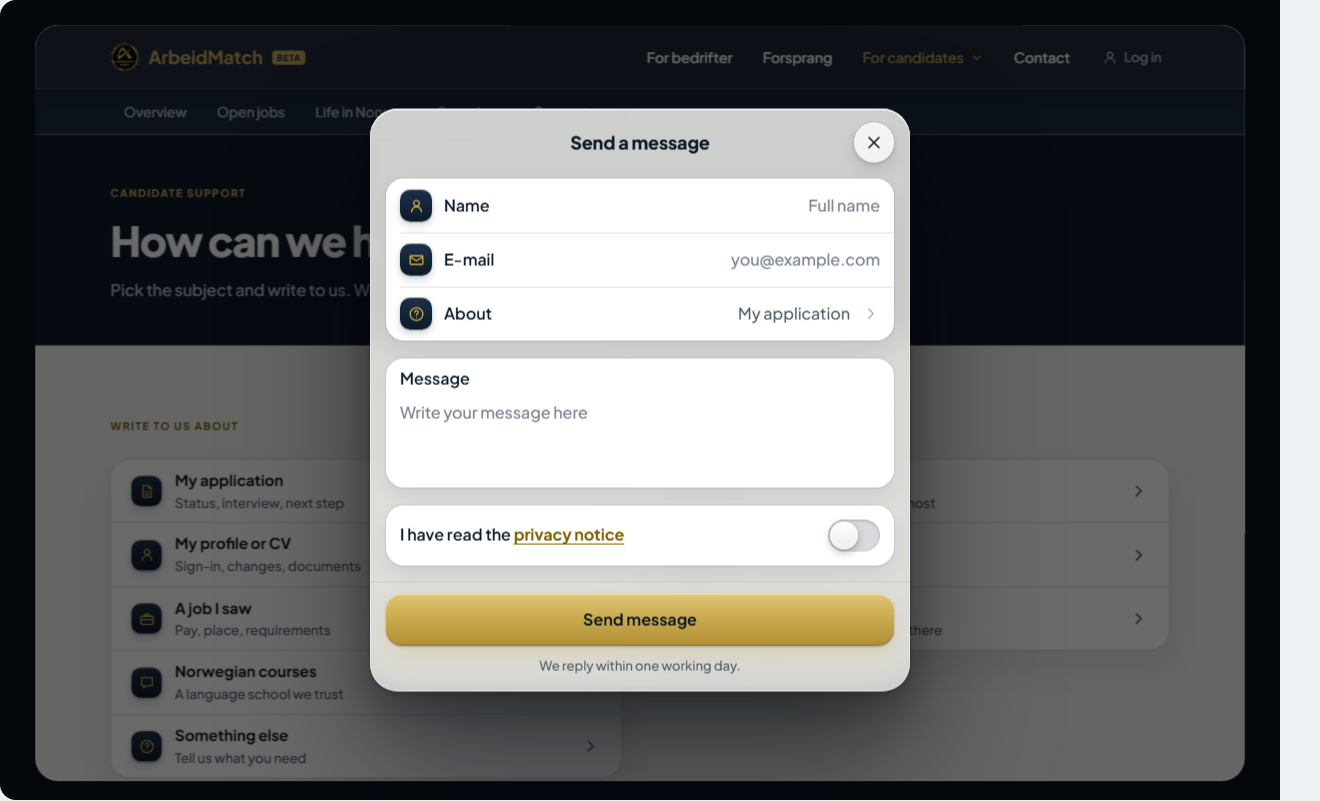 ArbeidMatch BETA
For bedrifter
Forsprang
For candidates
Contact
Log in
Overview
Open jobs
Life in
CANDIDATE SUPPORT
How can we
Pick the subject and write to us.
Send a message
Name
Full name
E-mail
you@example.com
About
My application
Message
Write your message here
I have read the privacy notice
Send message
We reply within one working day.
WRITE TO US ABOUT
My application
Status, interview, next step
My profile or CV
Sign-in, changes, documents
A job I saw
Pay, place, requirements
there
Norwegian courses
A language school we trust
Something else
Tell us what you need